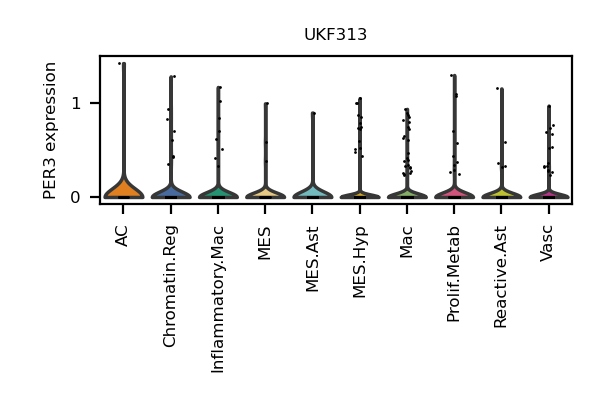 UKF313
PER3 expression
1
0
AC
Chromatin.Reg
Inflammatory.Mac
MES
MES.Ast
MES.Hyp
Mac
Prolif.Metab
Reactive.Ast
Vasc